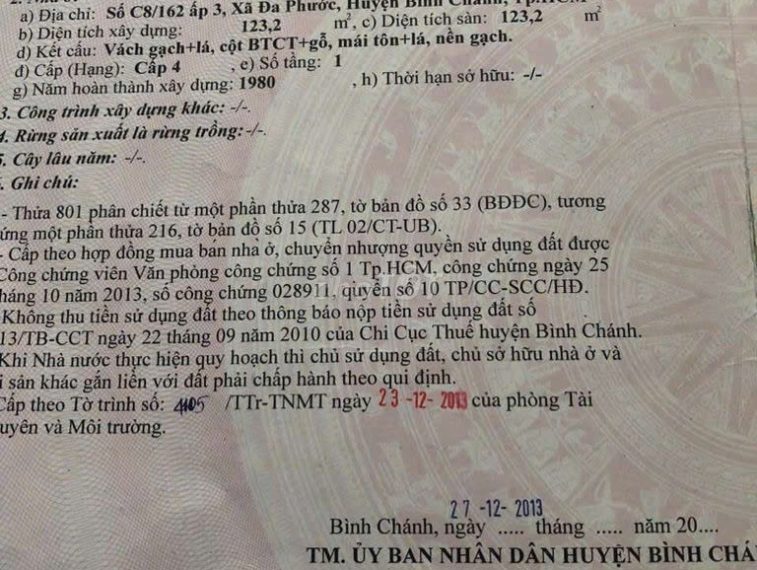 a) Địa chỉ: Số C8/162 ấp 3, Xã Đa Phước, Huyện Bình Chánh, Tp.HCM
b) Diện tích xây dựng: 123,2 m², c) Diện tích sàn: 123,2 m²
d) Kết cấu: Vách gạch+lá, cột BTCT+gỗ, mái tôn+lá, nền gạch.
đ) Cấp (Hạng): Cấp 4 , e) Số tầng: 1
g) Năm hoàn thành xây dựng: 1980 , h) Thời hạn sở hữu: -/-
3. Công trình xây dựng khác: -/-.
4. Rừng sản xuất là rừng trồng: -/-.
5. Cây lâu năm: -/-.
. Ghi chú:
- Thửa 801 phân chiết từ một phần thửa 287, tờ bản đồ số 33 (BĐĐC), tương
ứng một phần thửa 216, tờ bản đồ số 15 (TL 02/CT-UB).
- Cấp theo hợp đồng mua bán nhà ở, chuyển nhượng quyền sử dụng đất được
Công chứng viên Văn phòng công chứng số 1 Tp.HCM, công chứng ngày 25
háng 10 năm 2013, số công chứng 028911, quyển số 10 TP/CC-SCC/HĐ.
Không thu tiền sử dụng đất theo thông báo nộp tiền sử dụng đất số
13/TB-CCT ngày 22 tháng 09 năm 2010 của Chi Cục Thuế huyện Bình Chánh.
Khi Nhà nước thực hiện quy hoạch thì chủ sử dụng đất, chủ sở hữu nhà ở và
i sản khác gắn liền với đất phải chấp hành theo qui định.
Cấp theo Tờ trình số: 4105 /TTr-TNMT ngày 23 -12- 2013 của phòng Tài
uyên và Môi trường.
27 -12- 2013
Bình Chánh, ngày ..... tháng ..... năm 20....
TM. ỦY BAN NHÂN DÂN HUYỆN BÌNH CHÁ